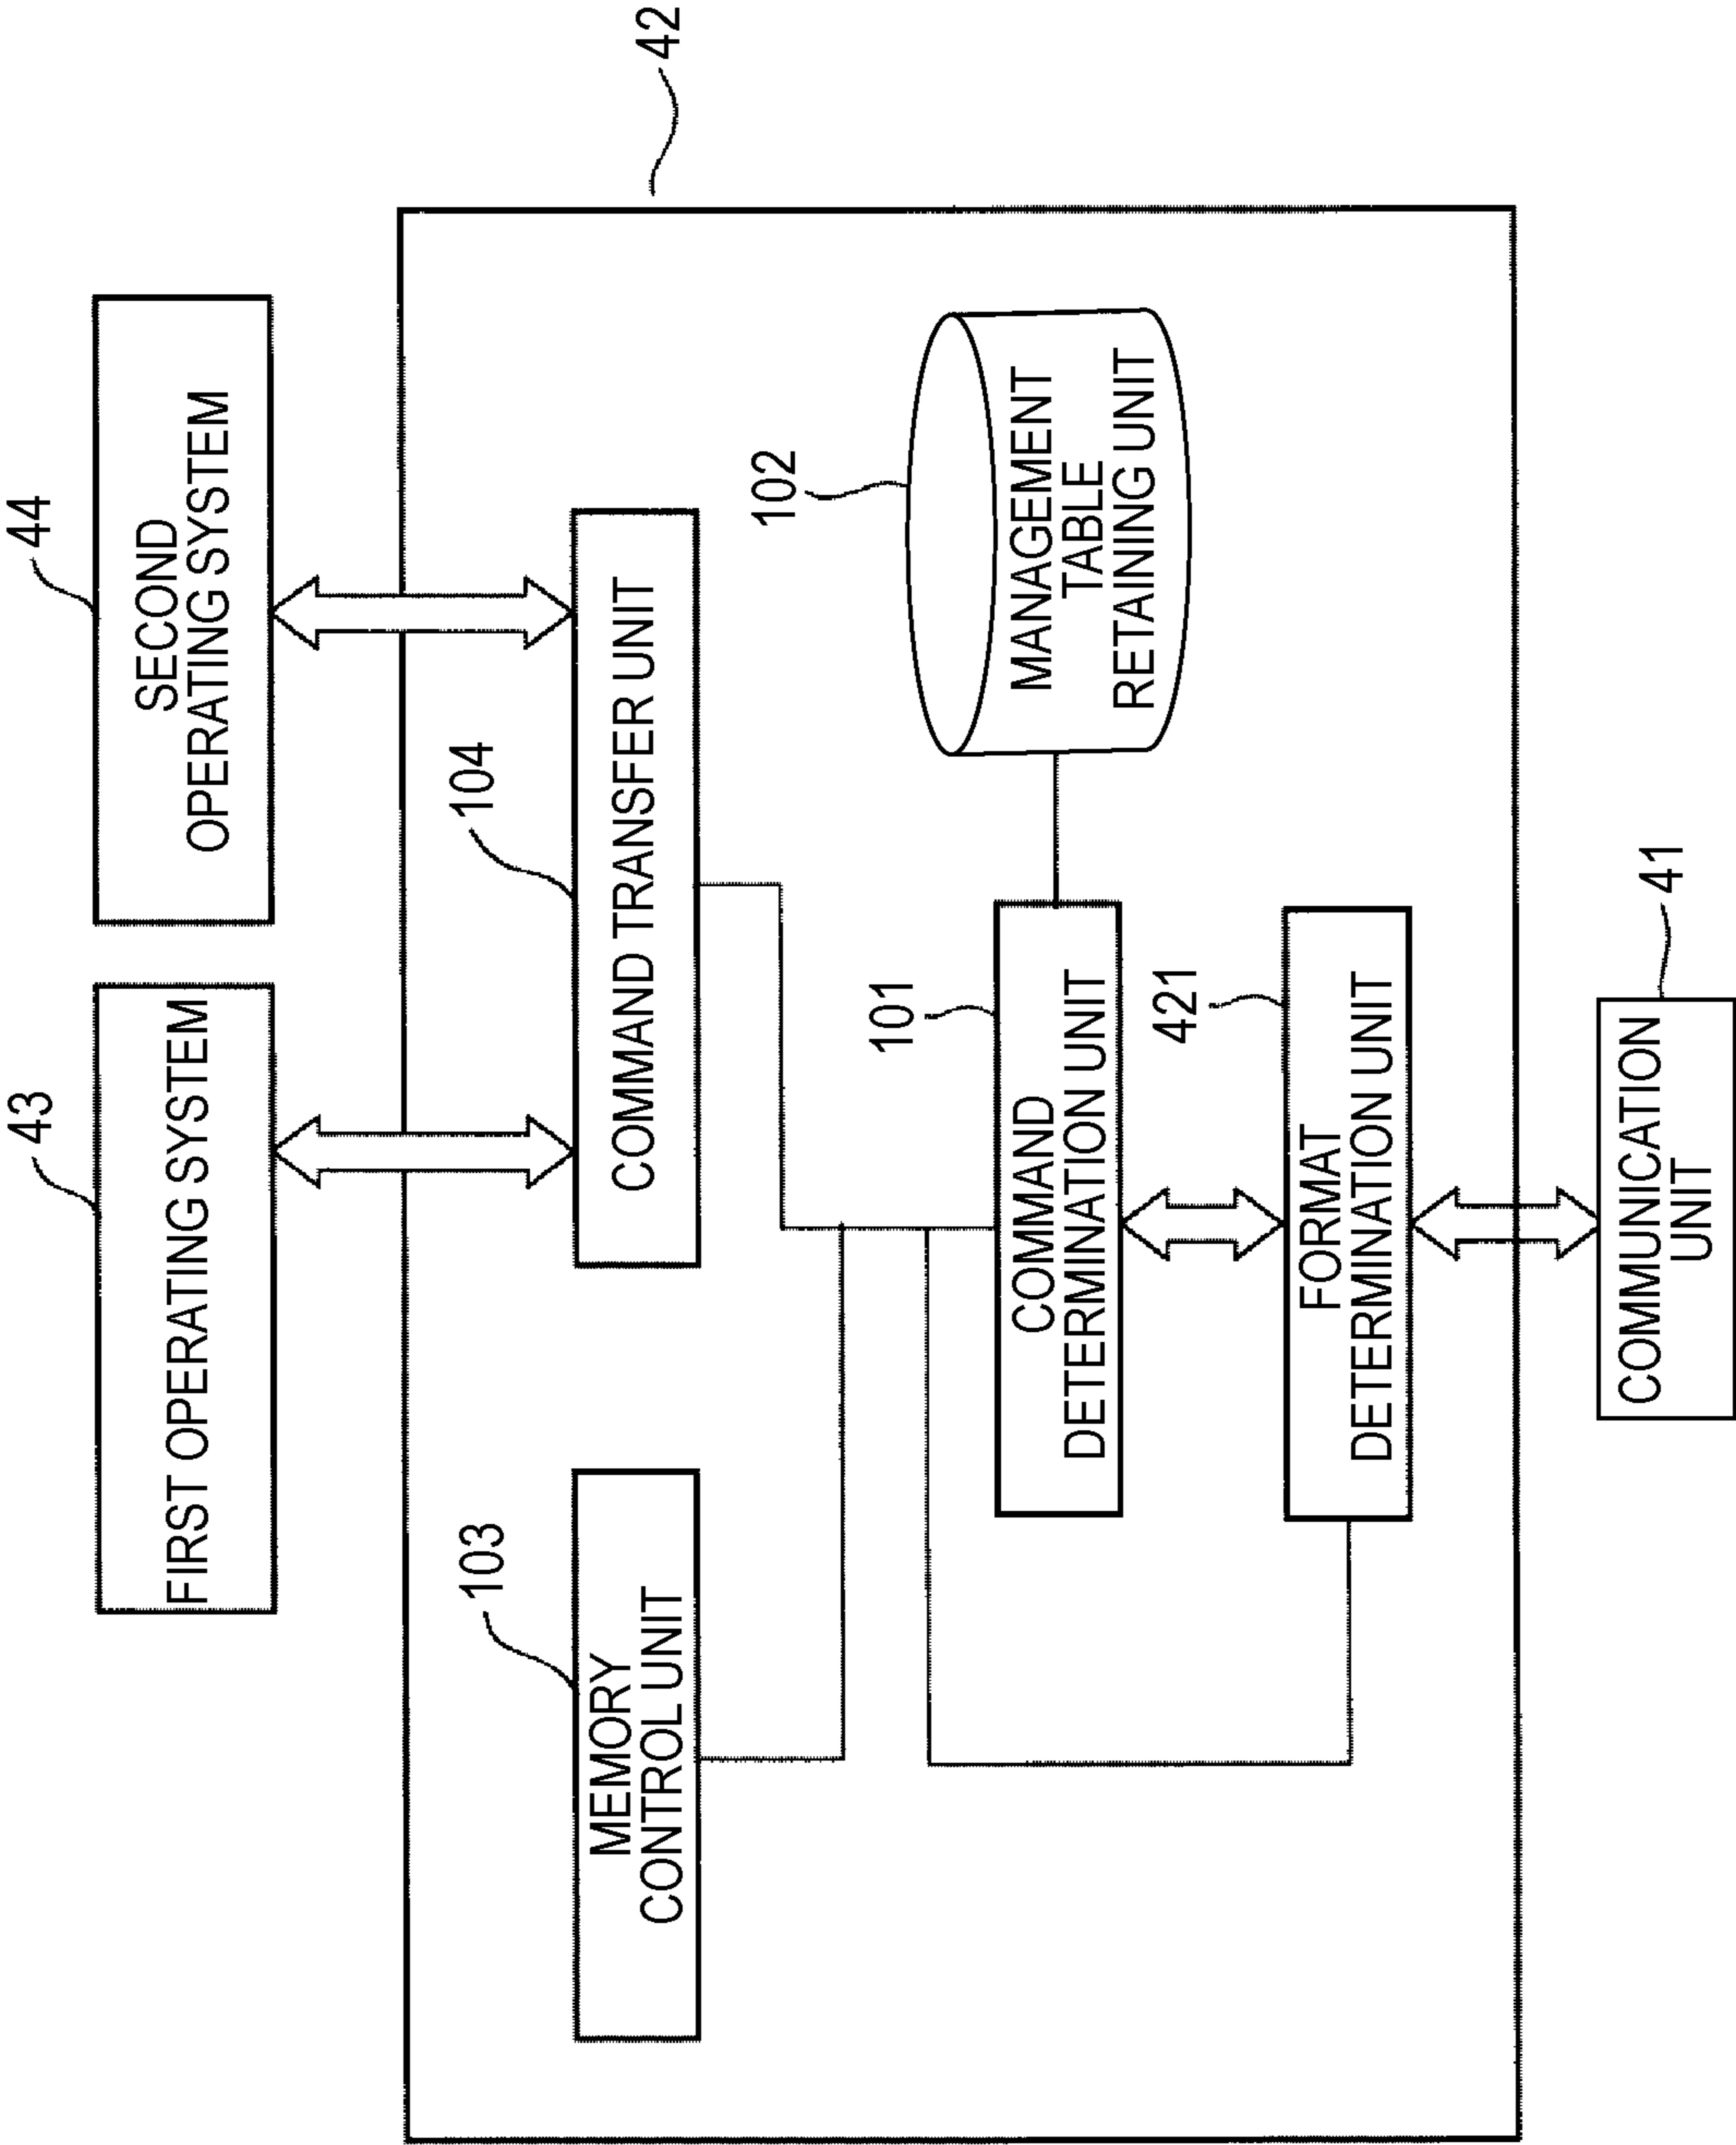 43
FIRST OPERATING SYSTEM
44
SECOND
OPERATING SYSTEM
42
103
MEMORY
CONTROL UNIT
104
COMMAND TRANSFER UNIT
101
COMMAND
DETERMINATION UNIT
102
MANAGEMENT
TABLE
RETAINING UNIT
421
FORMAT
DETERMINATION UNIT
41
COMMUNICATION
UNIT